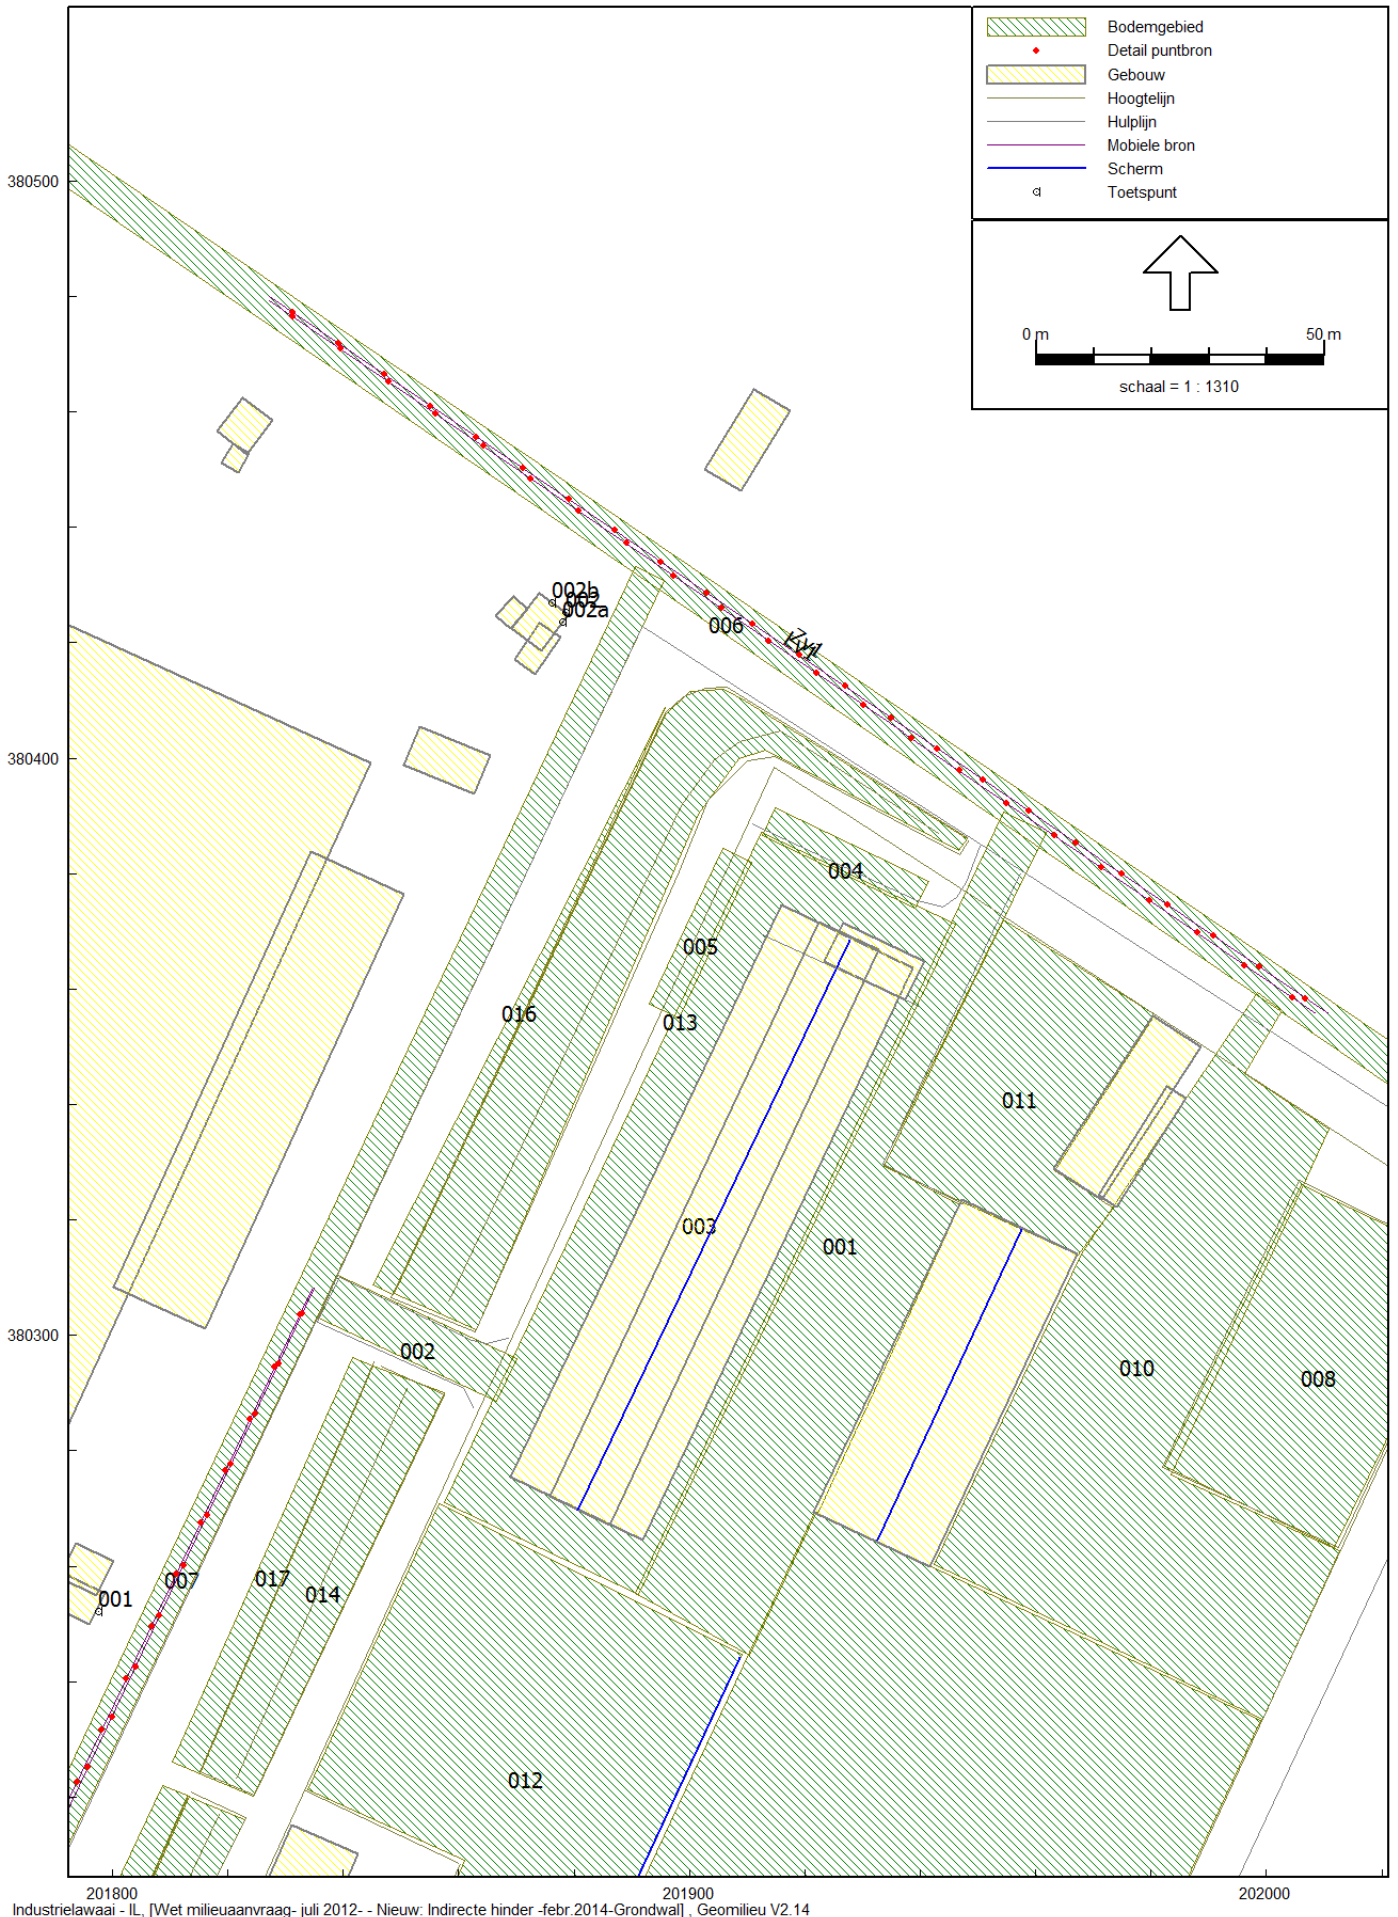 Bodemgebied
Detail puntbron
Gebouw
Hoogtelijn
Hulplijn
Mobiele bron
Scherm
Toetspunt
0 m 50 m
schaal = 1 : 1310
380500
002b
002
002a
006
Zv1
380400
004
005
016
013
011
003
001
380300
002
010
008
007
017
014
001
012
201800 201900 202000
Industrielawaai - IL, [Wet milieuaanvraag- juli 2012- - Nieuw: Indirecte hinder -febr.2014-Grondwal] , Geomilieu V2.14